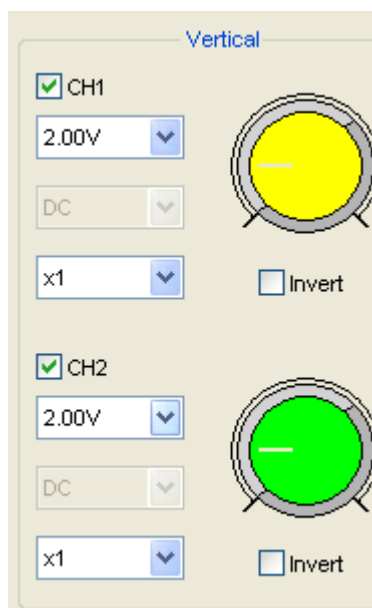 Vertical
CH1
2.00V
DC
x1
Invert
CH2
2.00V
DC
x1
Invert